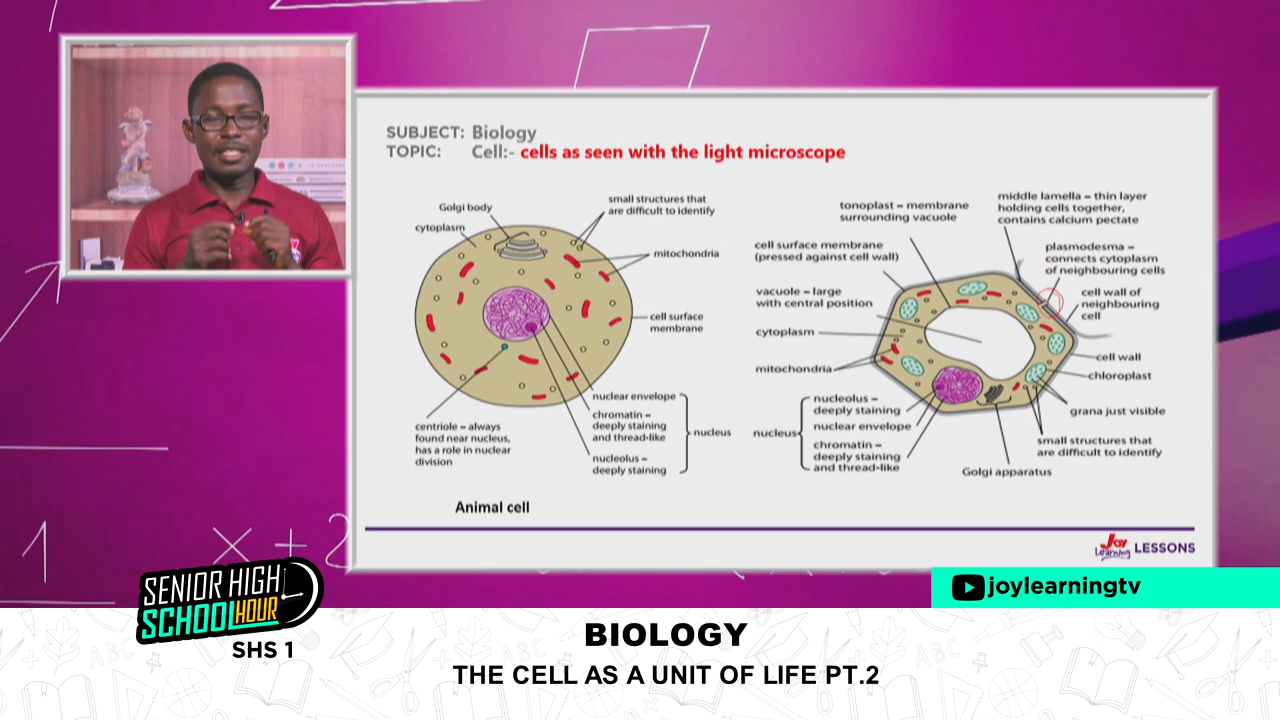 SUBJECT: Biology
TOPIC: Cell:- cells as seen with the light microscope
Golgi body
cytoplasm
small structures that
are difficult to identify
mitochondria
cell surface
membrane
nuclear envelope
chromatin –
deeply staining
and thread-like
nucleolus –
deeply staining
nucleus
centriole – always
found near nucleus,
has a role in nuclear
division
Animal cell
tonoplast – membrane
surrounding vacuole
middle lamella – thin layer
holding cells together,
contains calcium pectate
cell surface membrane
(pressed against cell wall)
plasmodesma –
connects cytoplasm
of neighbouring cells
vacuole – large
with central position
cell wall of
neighbouring
cell
cytoplasm
mitochondria
cell wall
chloroplast
nucleus
nucleolus –
deeply staining
nuclear envelope
chromatin –
deeply staining
and thread-like
grana just visible
small structures that
are difficult to identify
Golgi apparatus
Joy
Learning LESSONS
1
x + 2
SENIOR HIGH
SCHOOL HOUR
SHS 1
joylearningtv
BIOLOGY
THE CELL AS A UNIT OF LIFE PT.2